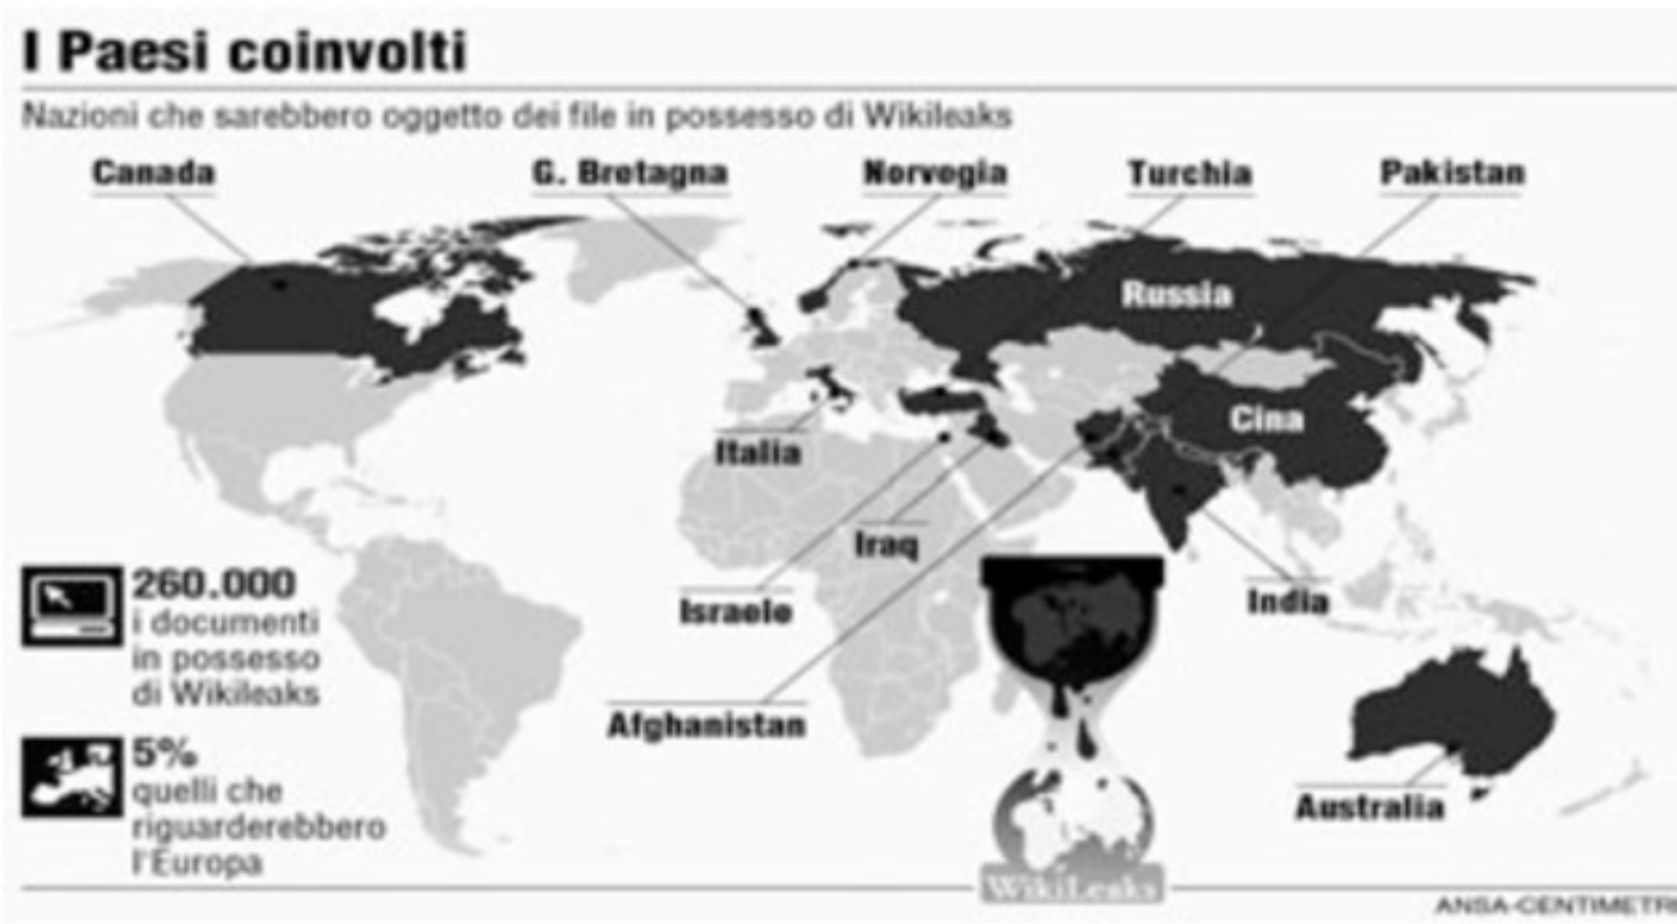 I Paesi coinvolti
Nazioni che sarebbero oggetto dei file in possesso di Wikileaks
Canada
G. Bretagna
Norvegia
Turchia
Pakistan
Russia
Cina
Italia
Iraq
Israele
India
Afghanistan
Australia
260.000
i documenti
in possesso
di Wikileaks
5%
quelli che
riguarderebbero
l'Europa
WikiLeaks
ANSA-CENTIMETRI